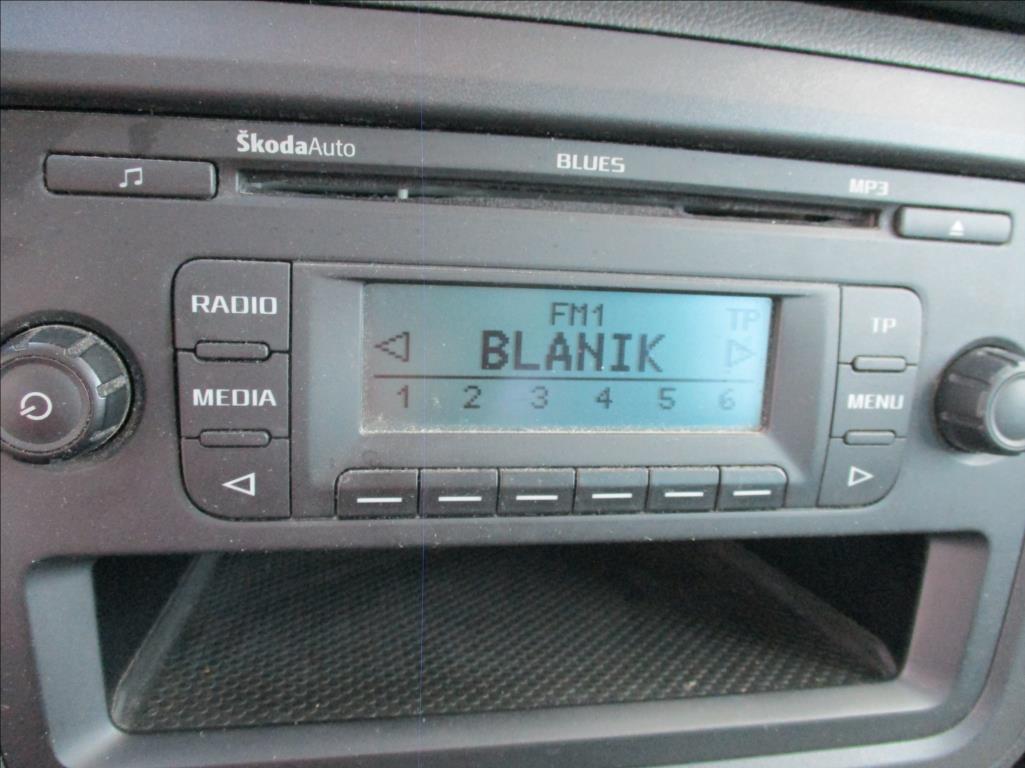 ŠkodaAuto
BLUES
MP3
RADIO
FM1
TP
TP
BLANIK
MEDIA
1 2 3 4 5 6
MENU